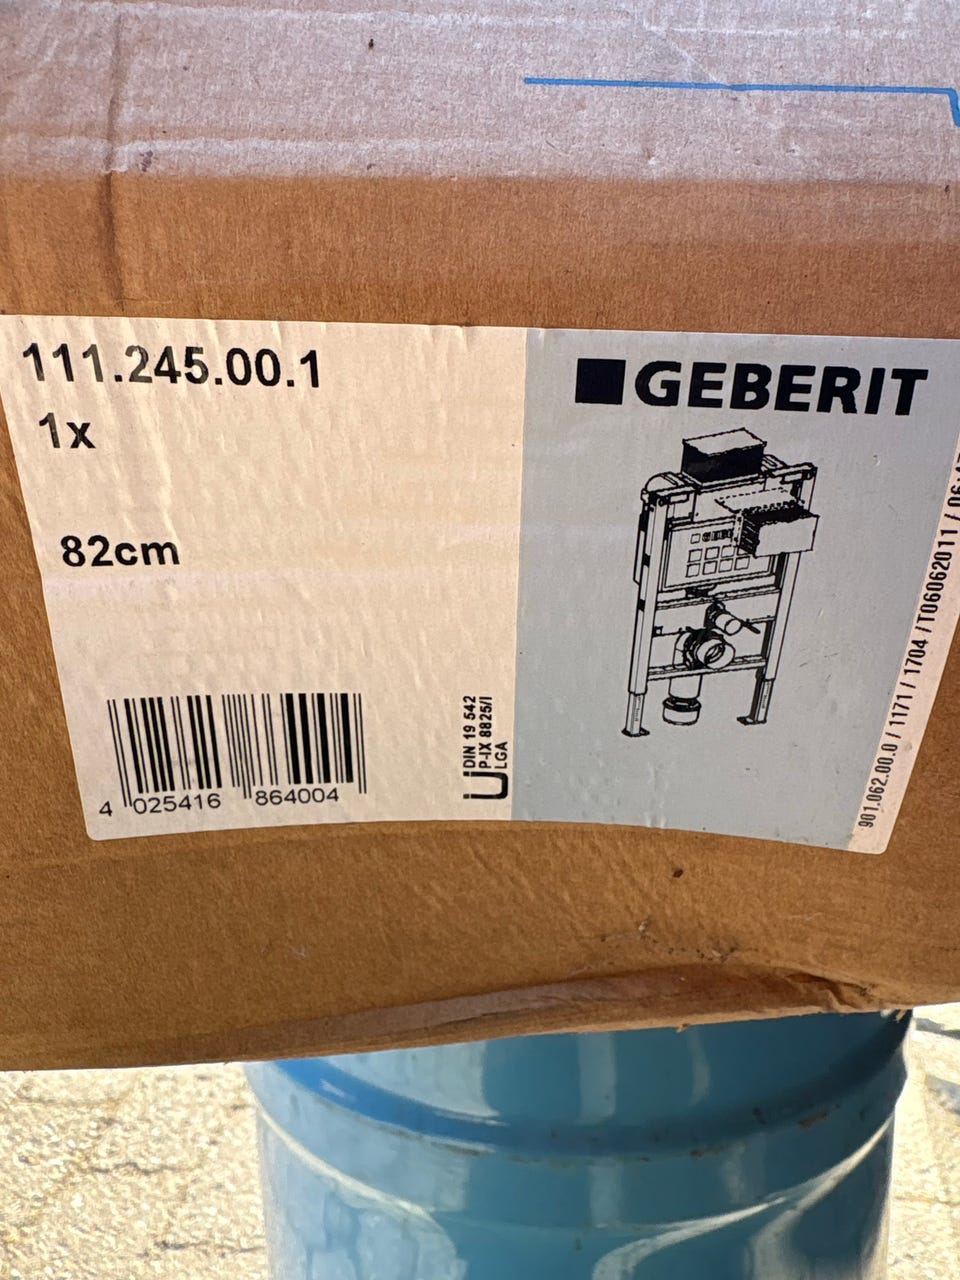 111.245.00.1
1x
82cm
4 025416 864004
DIN 19 542
P-IX 8825/I
LGA
GEBERIT
901.062.00.0 / 1171 / 1704 / T06062011 /